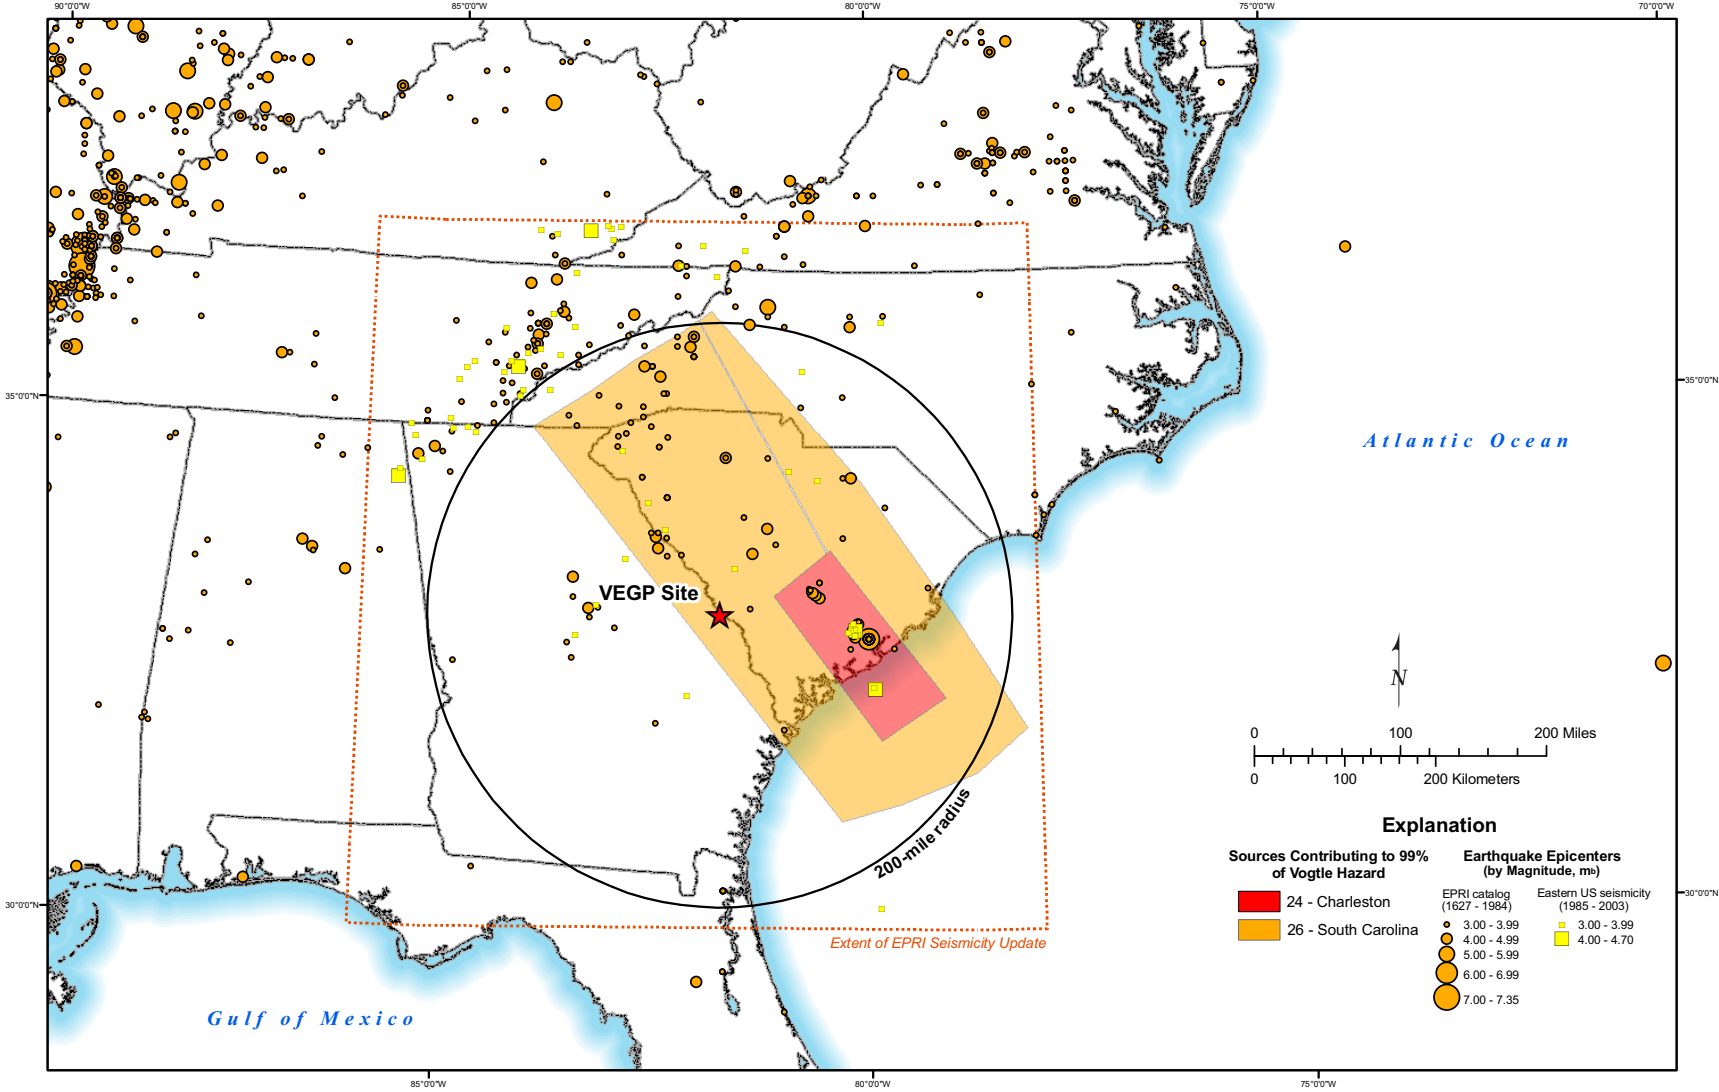 90°0'0"W 85°0'0"W 80°0'0"W 75°0'0"W 70°0'0"W
35°0'0"N 35°0'0"N
Atlantic Ocean
VEGP Site
N
0 100 200 Miles
0 100 200 Kilometers
200-mile radius
Explanation
Sources Contributing to 99%
of Vogtle Hazard
24 - Charleston
26 - South Carolina
Earthquake Epicenters
(by Magnitude, mb)
EPRI catalog
(1627 - 1984)
3.00 - 3.99
4.00 - 4.99
5.00 - 5.99
6.00 - 6.99
7.00 - 7.35
Eastern US seismicity
(1985 - 2003)
3.00 - 3.99
4.00 - 4.70
30°0'0"N 30°0'0"N
Extent of EPRI Seismicity Update
Gulf of Mexico
85°0'0"W 80°0'0"W 75°0'0"W